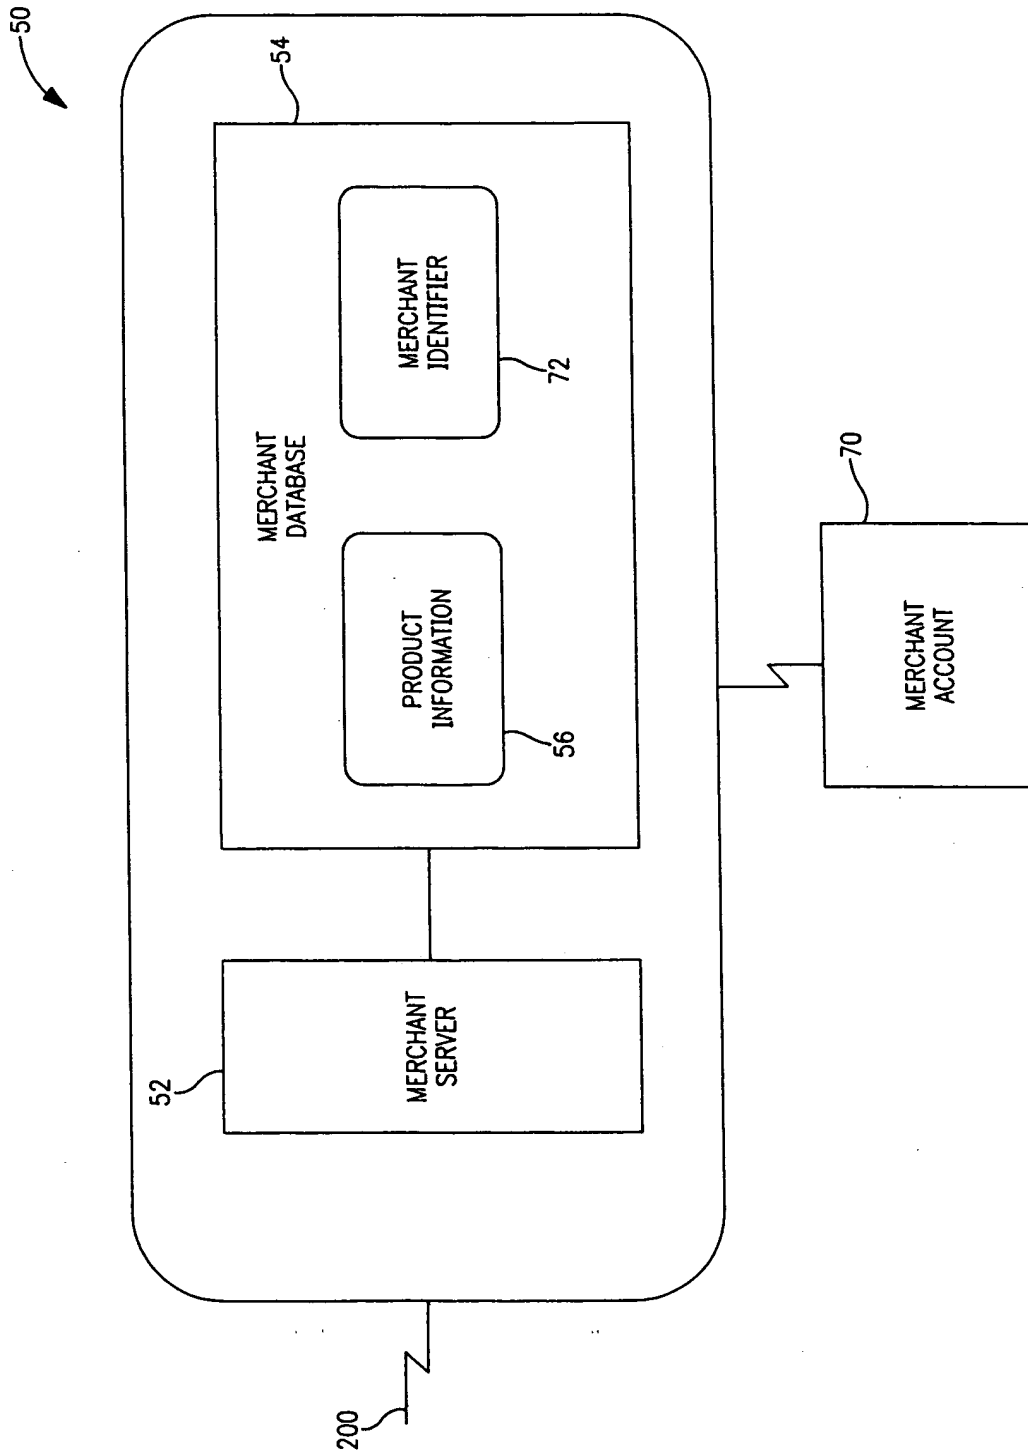 50
54
MERCHANT
DATABASE
MERCHANT
IDENTIFIER
72
PRODUCT
INFORMATION
56
52
MERCHANT
SERVER
200
70
MERCHANT
ACCOUNT